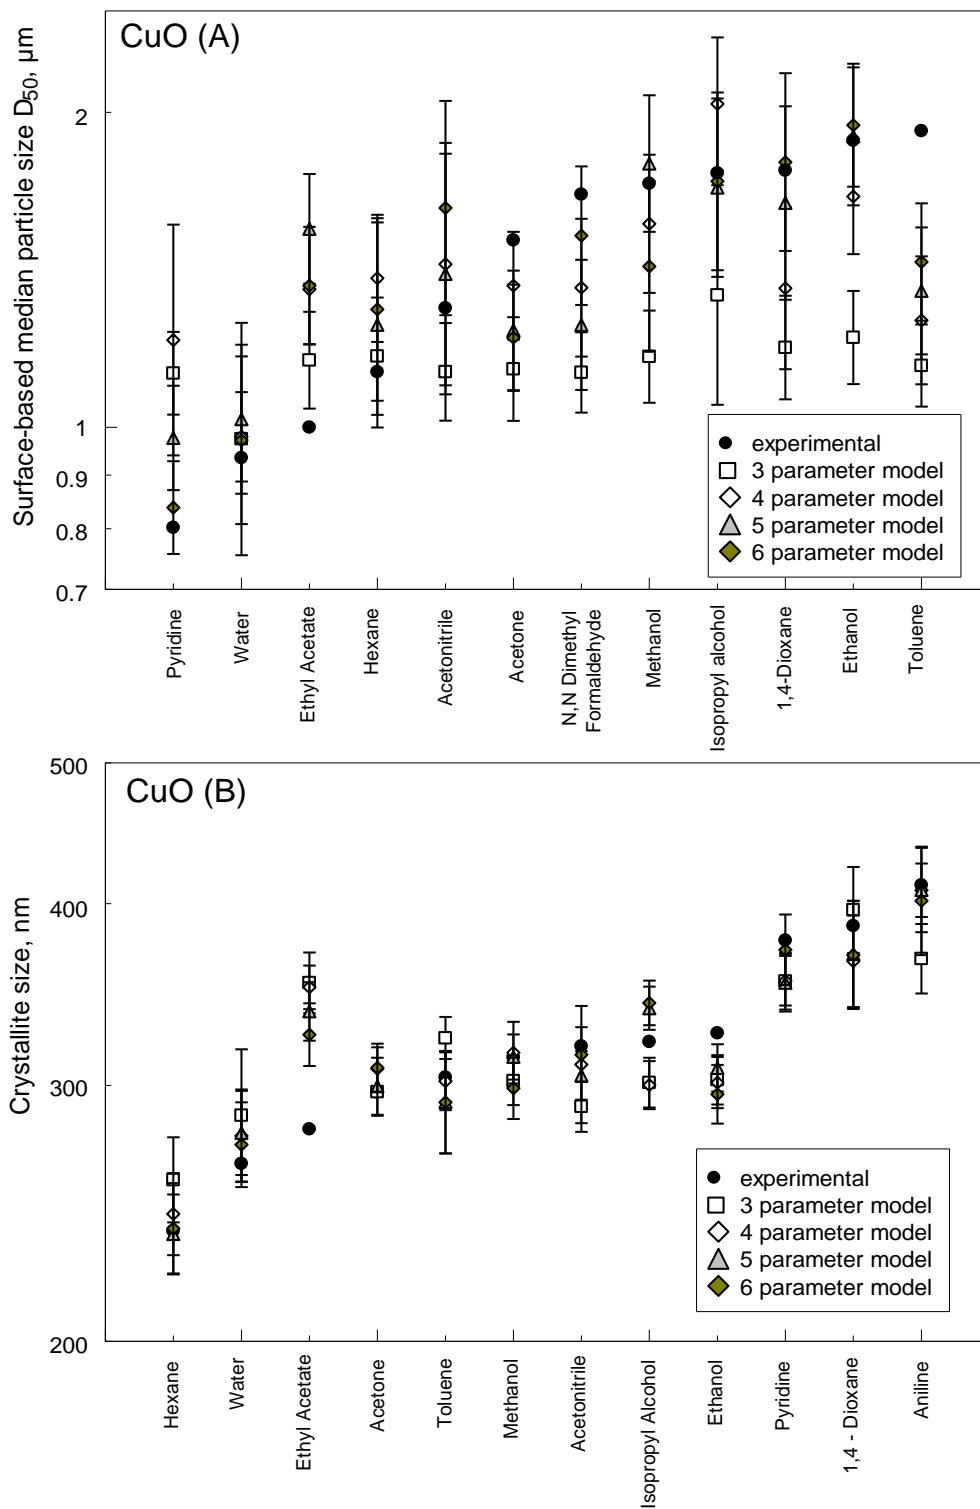 CuO (A)
Surface-based median particle size D50, µm
2
1
0.9
0.8
0.7
experimental
3 parameter model
4 parameter model
5 parameter model
6 parameter model
Pyridine
Water
Ethyl Acetate
Hexane
Acetonitrile
Acetone
N,N Dimethyl
Formaldehyde
Methanol
Isopropyl alcohol
1,4-Dioxane
Ethanol
Toluene
CuO (B)
Crystallite size, nm
500
400
300
200
experimental
3 parameter model
4 parameter model
5 parameter model
6 parameter model
Hexane
Water
Ethyl Acetate
Acetone
Toluene
Methanol
Acetonitrile
Isopropyl Alcohol
Ethanol
Pyridine
1,4 - Dioxane
Aniline